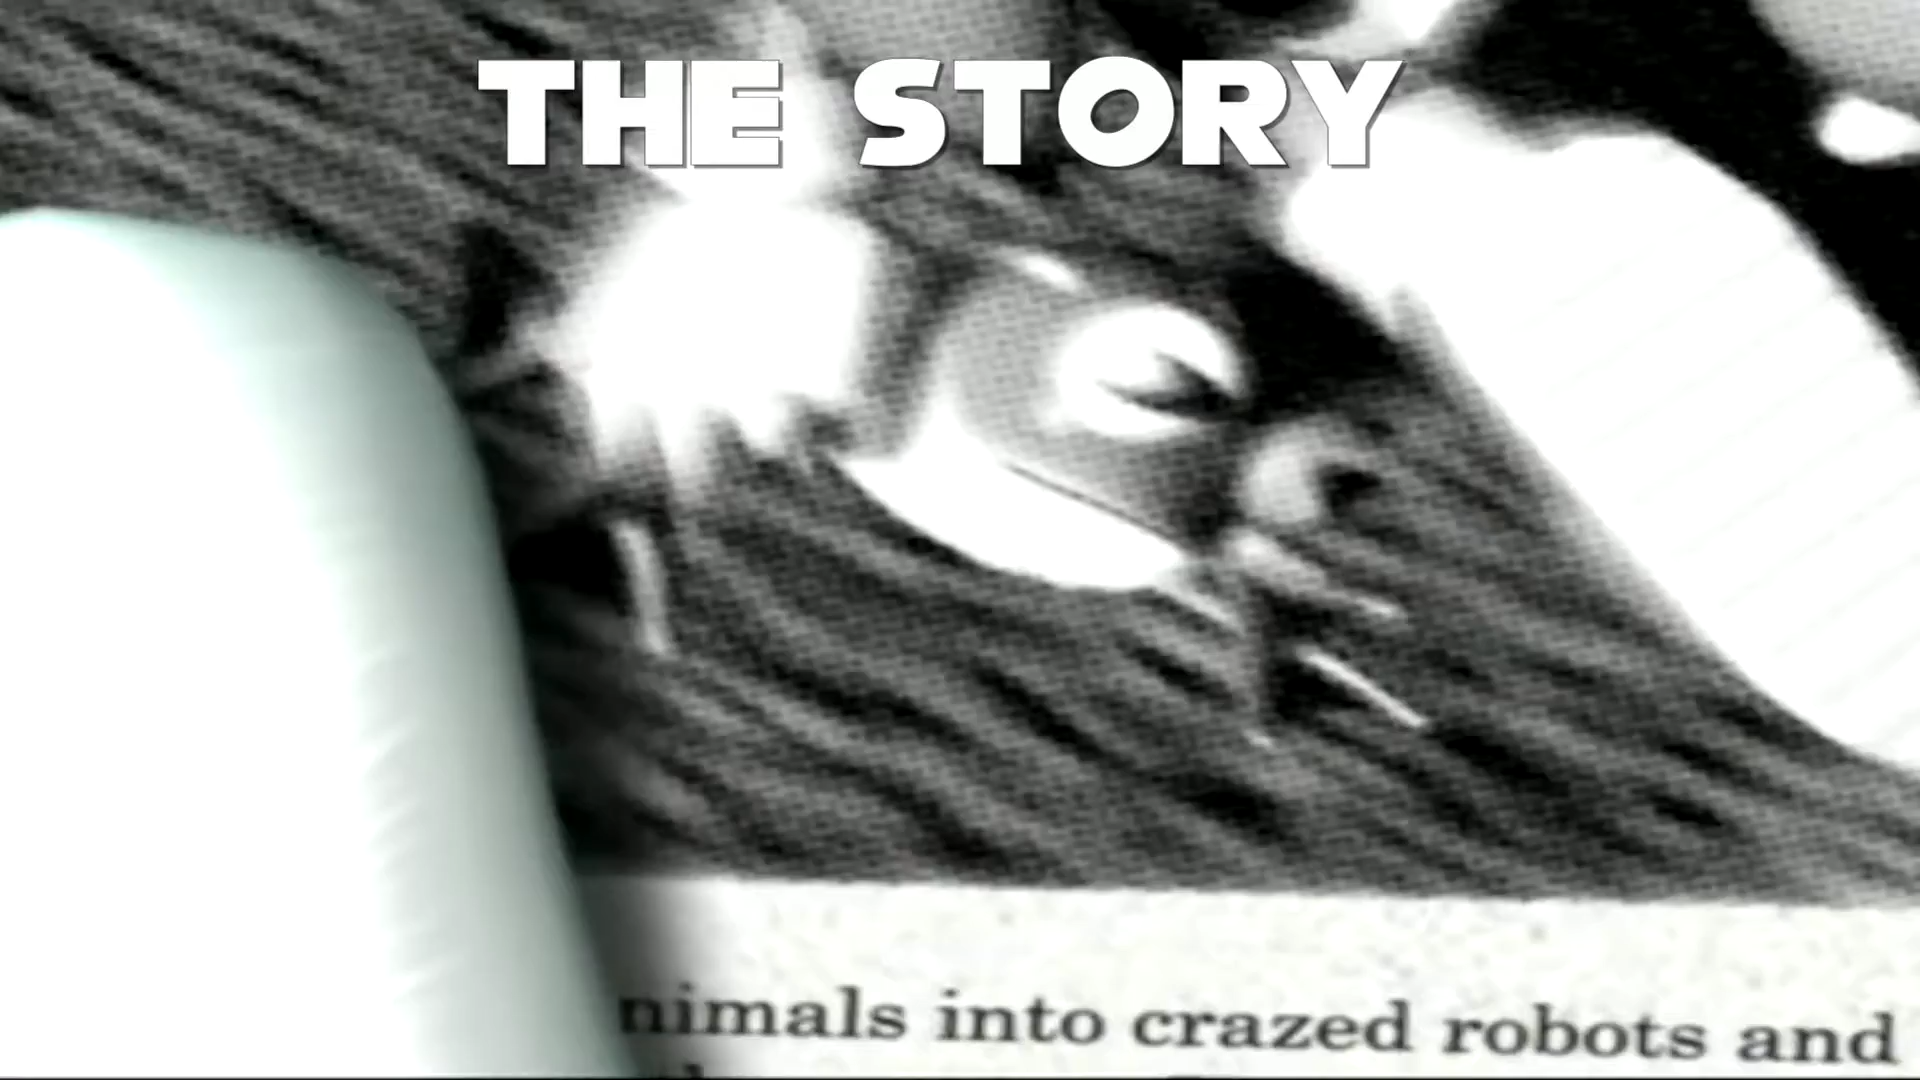 THE STORY
nimals into crazed robots and